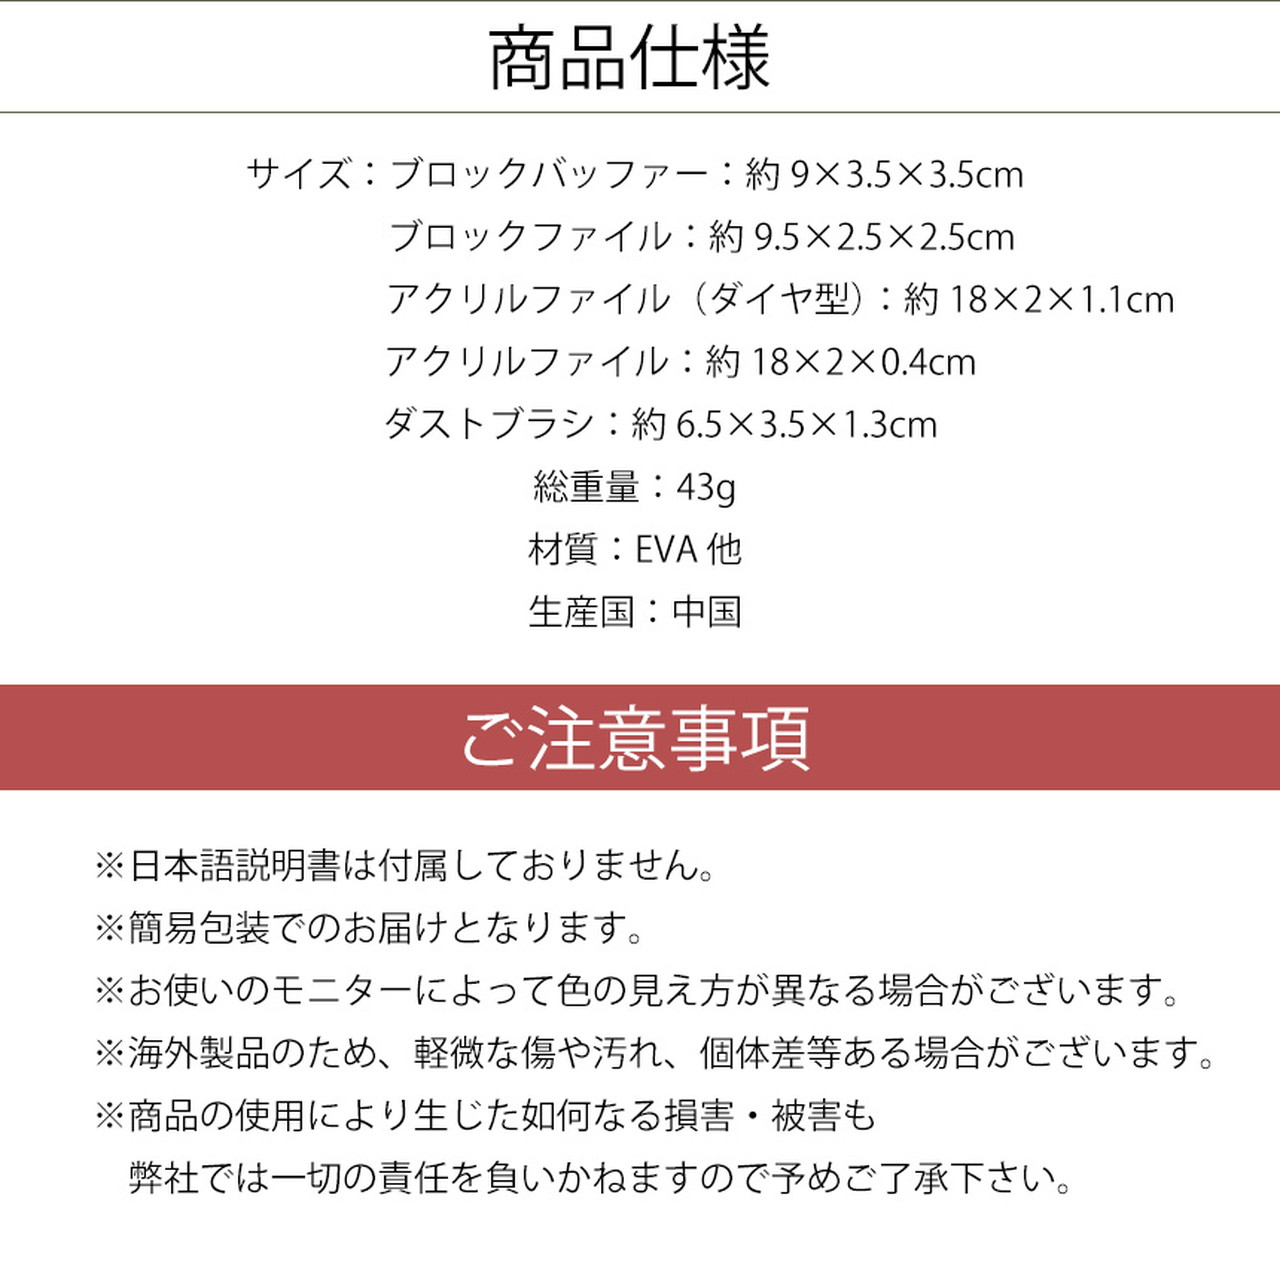 商品仕様
サイズ：ブロックバッファー：約 9×3.5×3.5cm
ブロックファイル：約 9.5×2.5×2.5cm
アクリルファイル（ダイヤ型）：約 18×2×1.1cm
アクリルファイル：約 18×2×0.4cm
ダストブラシ：約 6.5×3.5×1.3cm
総重量：43g
材質：EVA 他
生産国：中国
ご注意事項
※日本語説明書は付属しておりません。
※簡易包装でのお届けとなります。
※お使いのモニターによって色の見え方が異なる場合がございます。
※海外製品のため、軽微な傷や汚れ、個体差等ある場合がございます。
※商品の使用により生じた如何なる損害・被害も
弊社では一切の責任を負いかねますので予めご了承下さい。